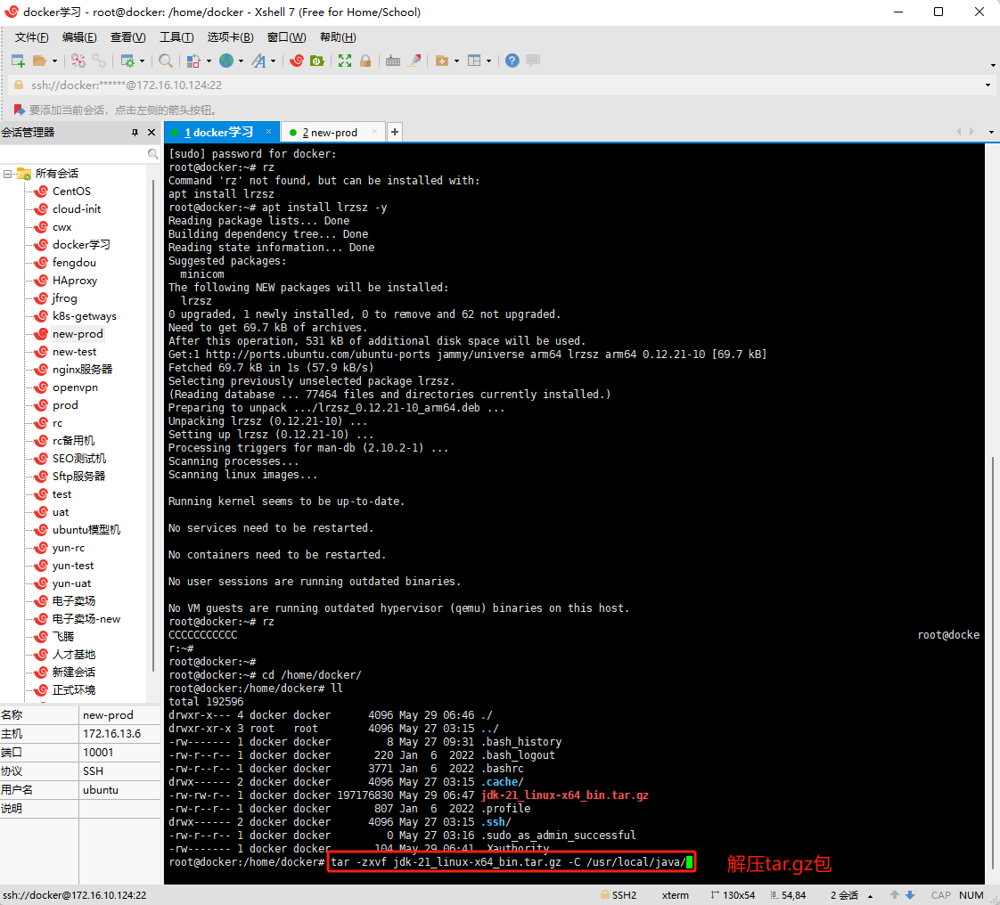 docker学习 - root@docker: /home/docker - Xshell 7 (Free for Home/School)
文件(F) 编辑(E) 查看(V) 工具(T) 选项卡(B) 窗口(W) 帮助(H)
ssh://docker:******@172.16.10.124:22
要添加当前会话，点击左侧的箭头按钮。
会话管理器
1 docker学习 ×
2 new-prod ×
+
所有会话
CentOS
cloud-init
cwx
docker学习
fengdou
HAproxy
jfrog
k8s-getways
new-prod
new-test
nginx服务器
openvpn
prod
rc
rc备用机
SEO测试机
Sftp服务器
test
uat
ubuntu模型机
yun-rc
yun-test
yun-uat
电子卖场
电子卖场-new
飞腾
人才基地
新建会话
正式环境
名称 new-prod
主机 172.16.13.6
端口 10001
协议 SSH
用户名 ubuntu
说明
[sudo] password for docker:
root@docker:~# rz
Command 'rz' not found, but can be installed with:
apt install lrzsz
root@docker:~# apt install lrzsz -y
Reading package lists... Done
Building dependency tree... Done
Reading state information... Done
Suggested packages:
  minicom
The following NEW packages will be installed:
  lrzsz
0 upgraded, 1 newly installed, 0 to remove and 62 not upgraded.
Need to get 69.7 kB of archives.
After this operation, 531 kB of additional disk space will be used.
Get:1 http://ports.ubuntu.com/ubuntu-ports jammy/universe arm64 lrzsz arm64 0.12.21-10 [69.7 kB]
Fetched 69.7 kB in 1s (57.9 kB/s)
Selecting previously unselected package lrzsz.
(Reading database ... 77464 files and directories currently installed.)
Preparing to unpack .../lrzsz_0.12.21-10_arm64.deb ...
Unpacking lrzsz (0.12.21-10) ...
Setting up lrzsz (0.12.21-10) ...
Processing triggers for man-db (2.10.2-1) ...
Scanning processes...
Scanning linux images...
Running kernel seems to be up-to-date.
No services need to be restarted.
No containers need to be restarted.
No user sessions are running outdated binaries.
No VM guests are running outdated hypervisor (qemu) binaries on this host.
root@docker:~# rz
CCCCCCCCCCC root@docke
r:~#
root@docker:~#
root@docker:~# cd /home/docker/
root@docker:/home/docker# ll
total 192596
drwxr-x--- 4 docker docker      4096 May 29 06:46 ./
drwxr-xr-x 3 root   root        4096 May 27 03:15 ../
-rw------- 1 docker docker         8 May 27 09:31 .bash_history
-rw-r--r-- 1 docker docker       220 Jan  6  2022 .bash_logout
-rw-r--r-- 1 docker docker      3771 Jan  6  2022 .bashrc
drwx------ 2 docker docker      4096 May 27 03:15 .cache/
-rw-rw-r-- 1 docker docker 197176830 May 29 06:47 jdk-21_linux-x64_bin.tar.gz
-rw-r--r-- 1 docker docker       807 Jan  6  2022 .profile
drwx------ 2 docker docker      4096 May 27 03:15 .ssh/
-rw-r--r-- 1 docker docker         0 May 27 03:16 .sudo_as_admin_successful
-rw------- 1 docker docker       104 May 29 06:41 .Xauthority
root@docker:/home/docker# tar -zxvf jdk-21_linux-x64_bin.tar.gz -C /usr/local/java/
解压tar.gz包
ssh://docker@172.16.10.124:22 SSH2 xterm 130x54 54,84 2 会话 CAP NUM